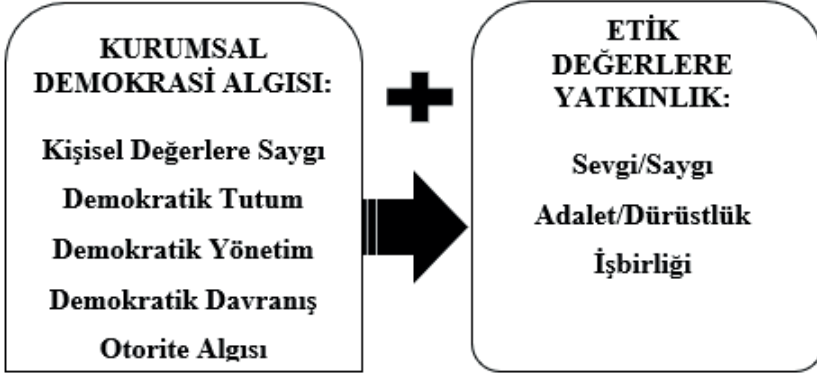 KURUMSAL
DEMOKRASİ ALGISI:
Kişisel Değerlere Saygı
Demokratik Tutum
Demokratik Yönetim
Demokratik Davranış
Otorite Algısı
ETİK
DEĞERLERE
YATKINLIK:
Sevgi/Saygı
Adalet/Dürüstlük
İşbirliği